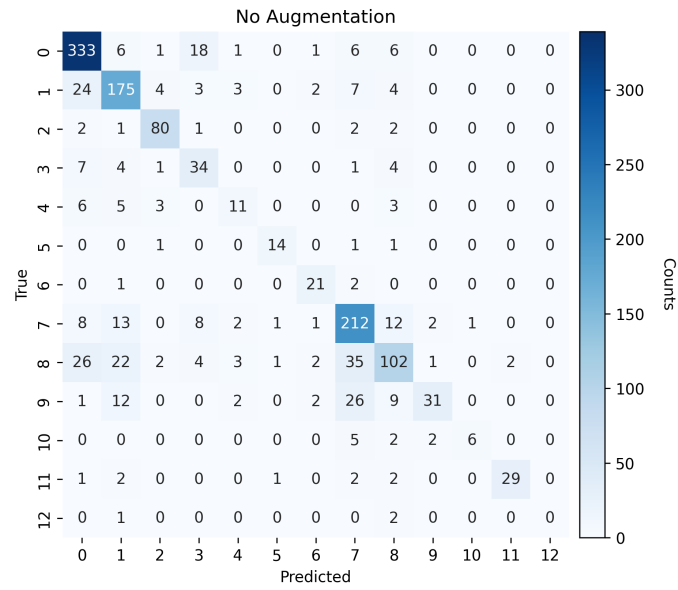 No Augmentation
0 333 6 1 18 1 0 1 6 6 0 0 0 0
1 24 175 4 3 3 0 2 7 4 0 0 0 0
2 2 1 80 1 0 0 0 2 2 0 0 0 0
3 7 4 1 34 0 0 0 1 4 0 0 0 0
4 6 5 3 0 11 0 0 0 3 0 0 0 0
5 0 0 1 0 0 14 0 1 1 0 0 0 0
6 0 1 0 0 0 0 21 2 0 0 0 0 0
7 8 13 0 8 2 1 1 212 12 2 1 0 0
8 26 22 2 4 3 1 2 35 102 1 0 2 0
9 1 12 0 0 2 0 2 26 9 31 0 0 0
10 0 0 0 0 0 0 0 5 2 2 6 0 0
11 1 2 0 0 0 1 0 2 2 0 0 29 0
12 0 1 0 0 0 0 0 0 2 0 0 0 0
0 1 2 3 4 5 6 7 8 9 10 11 12
Predicted
True
300
250
200
150
100
50
0
Counts